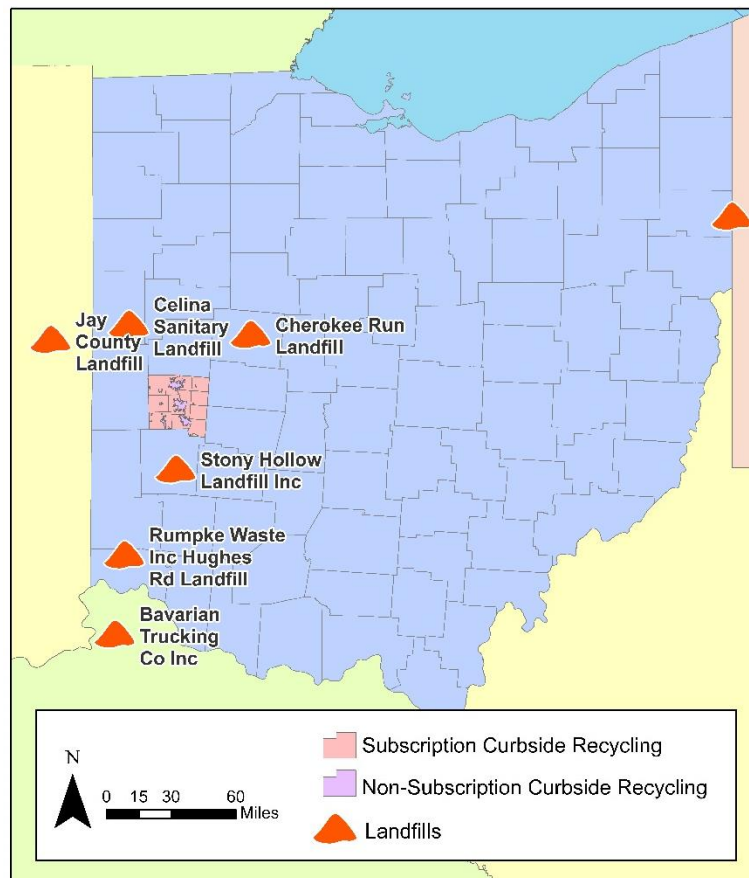 Jay
County
Landfill
Celina
Sanitary
Landfill
Cherokee Run
Landfill
Stony Hollow
Landfill Inc
Rumpke Waste
Inc Hughes
Rd Landfill
Bavarian
Trucking
Co Inc
N
0 15 30 60
Miles
Subscription Curbside Recycling
Non-Subscription Curbside Recycling
Landfills